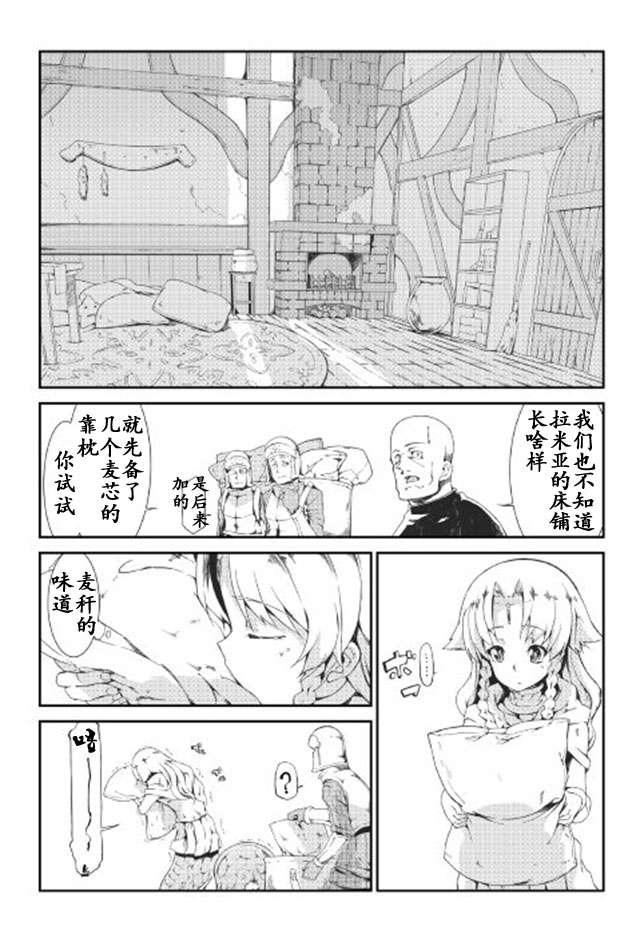 我们也不知道
拉米亚的床铺
长啥样
是后来
加的
就先备了
几个麦芯的
靠枕
你试试
……
ポソ
麦秆的
味道
?
唔——